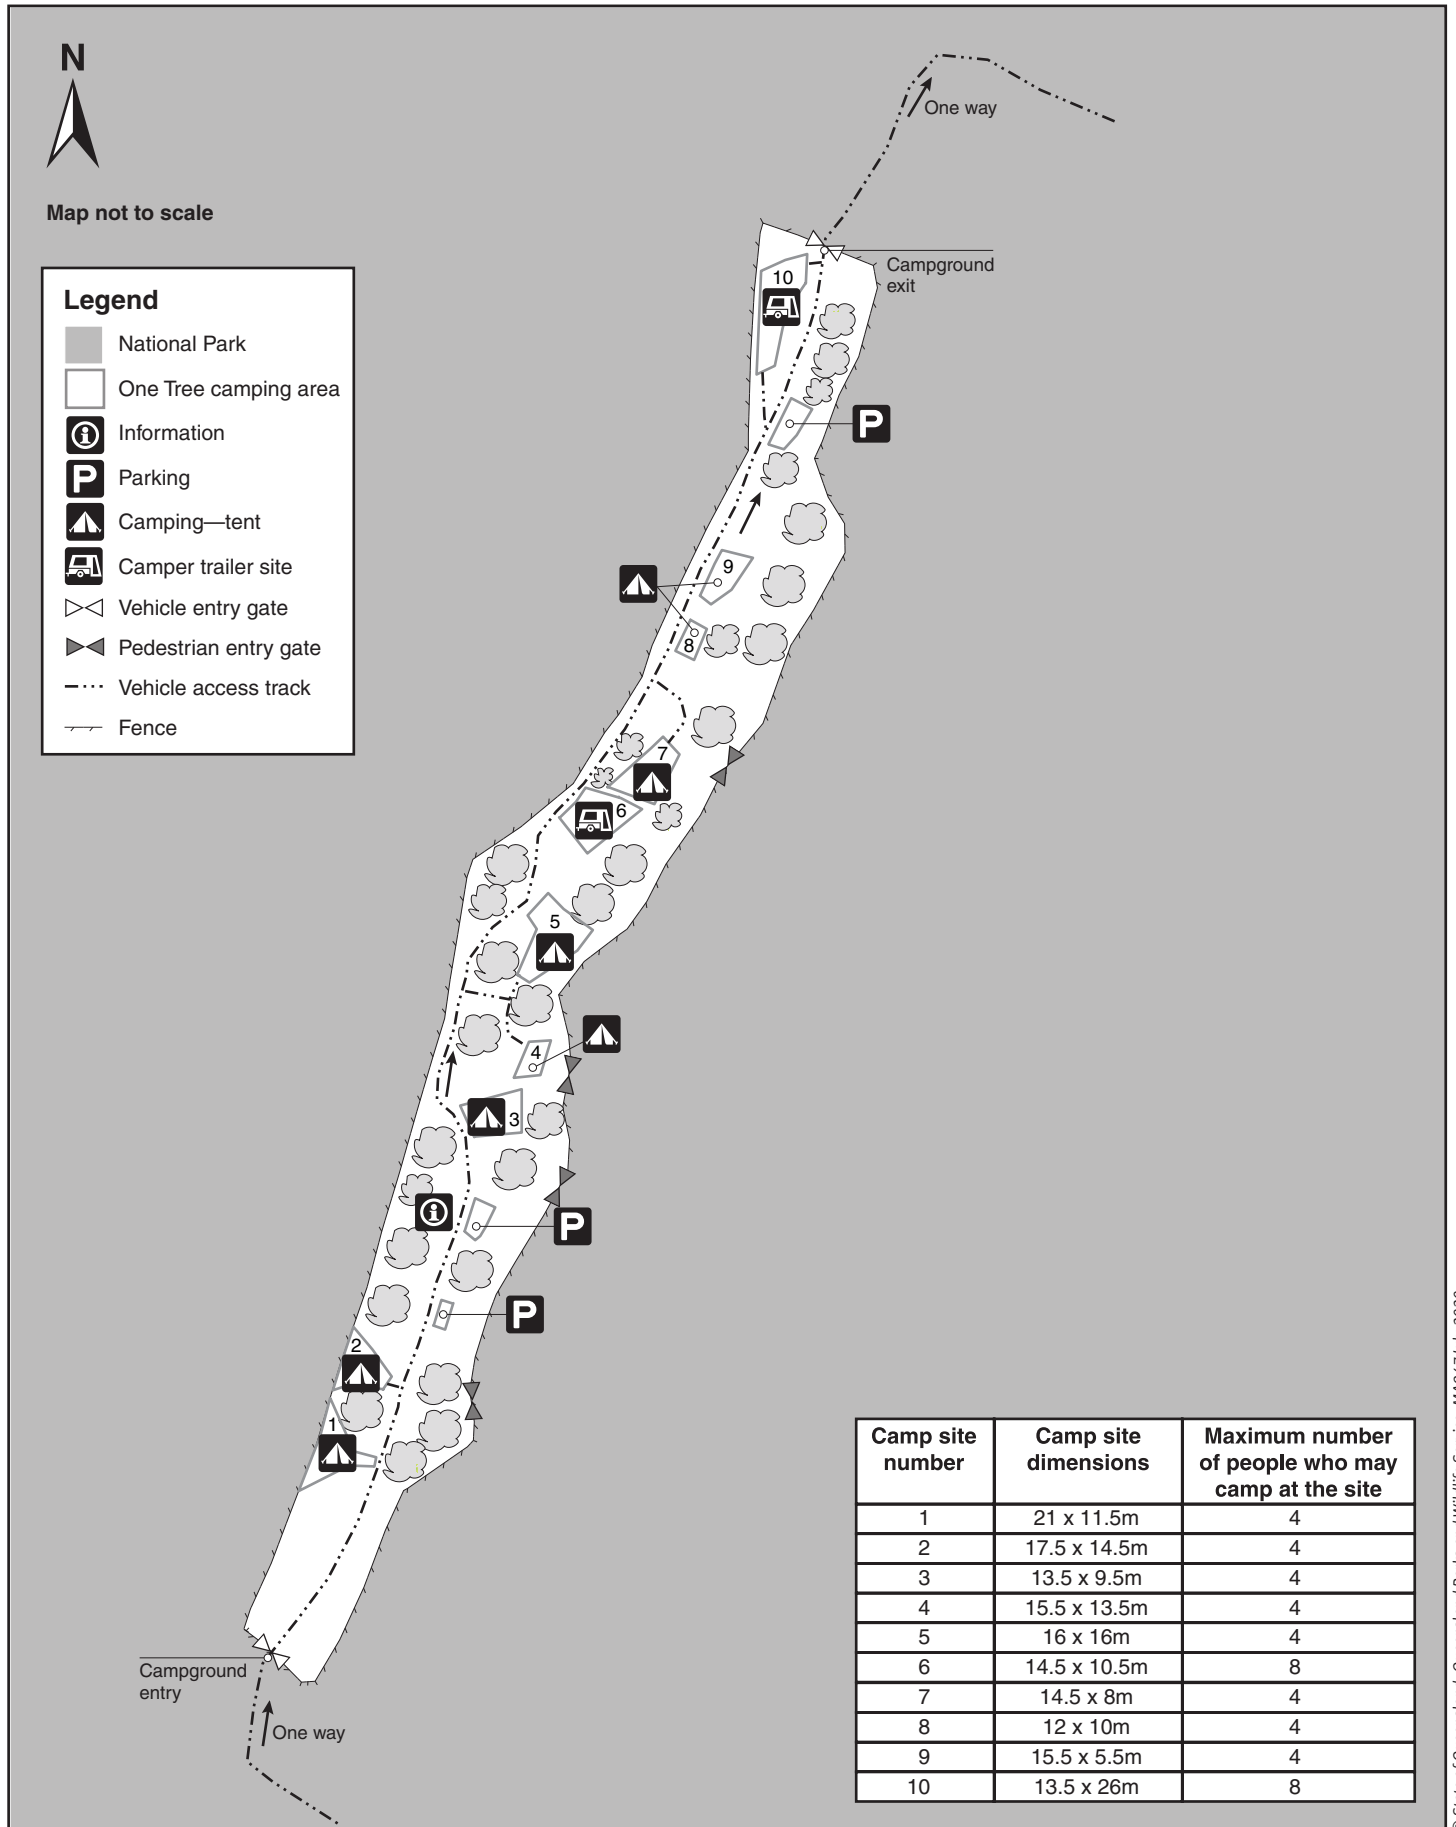 N
Map not to scale
Legend
National Park
One Tree camping area
Information
P Parking
Camping—tent
Camper trailer site
Vehicle entry gate
Pedestrian entry gate
Vehicle access track
Fence
One way
Campground
exit
10
P
9
8
7
6
5
4
3
P
P
2
1
Campground
entry
One way
Camp site number
Camp site dimensions
Maximum number of people who may camp at the site
1 21 x 11.5m 4
2 17.5 x 14.5m 4
3 13.5 x 9.5m 4
4 15.5 x 13.5m 4
5 16 x 16m 4
6 14.5 x 10.5m 8
7 14.5 x 8m 4
8 12 x 10m 4
9 15.5 x 5.5m 4
10 13.5 x 26m 8